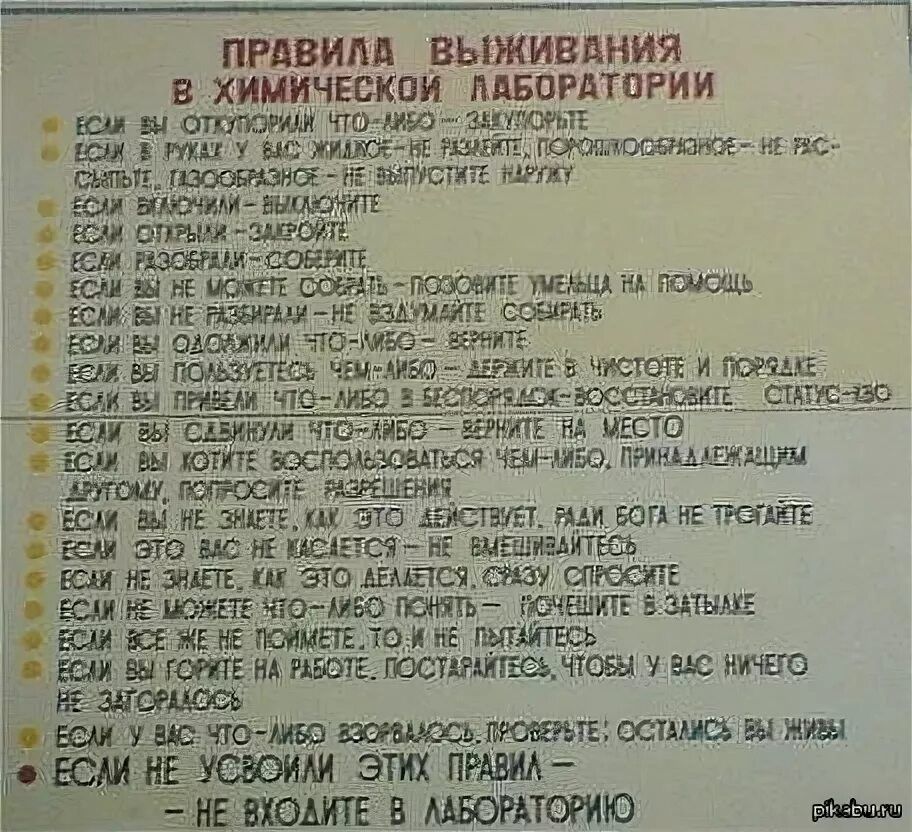 ПРАВИЛА ВЫЖИВАНИЯ
В ХИМИЧЕСКОЙ ЛАБОРАТОРИИ
ЕСЛИ ВЫ ОТКУПОРИЛИ ЧТО-ЛИБО - ЗАКУПОРЬТЕ
ЕСЛИ В РУКАХ У ВАС ЖИДКОЕ - НЕ РАЗЛЕЙТЕ, ПОРОШКООБРАЗНОЕ - НЕ РАС-
СЫПЬТЕ, ГАЗООБРАЗНОЕ - НЕ ВЫПУСТИТЕ НАРУЖУ
ЕСЛИ ВКЛЮЧИЛИ - ВЫКЛЮЧИТЕ
ЕСЛИ ОТКРЫЛИ - ЗАКРОЙТЕ
ЕСЛИ РАЗОБРАЛИ - СОБЕРИТЕ
ЕСЛИ ВЫ НЕ МОЖЕТЕ СОБРАТЬ - ПОЗОВИТЕ УМЕЛЬЦА НА ПОМОЩЬ
ЕСЛИ ВЫ НЕ РАЗБИРАЛИ - НЕ ВЗДУМАЙТЕ СОБИРАТЬ
ЕСЛИ ВЫ ОДОЛЖИЛИ ЧТО-ЛИБО - ВЕРНИТЕ
ЕСЛИ ВЫ ПОЛЬЗУЕТЕСЬ ЧЕМ-ЛИБО - ДЕРЖИТЕ В ЧИСТОТЕ И ПОРЯДКЕ
ЕСЛИ ВЫ ПРИВЕЛИ ЧТО-ЛИБО В БЕСПОРЯДОК - ВОССТАНОВИТЕ СТАТУС-КВО
ЕСЛИ ВЫ СДВИНУЛИ ЧТО-ЛИБО - ВЕРНИТЕ НА МЕСТО
ЕСЛИ ВЫ ХОТИТЕ ВОСПОЛЬЗОВАТЬСЯ ЧЕМ-ЛИБО, ПРИНАДЛЕЖАЩИМ
ДРУГОМУ, ПОПРОСИТЕ РАЗРЕШЕНИЯ
ЕСЛИ ВЫ НЕ ЗНАЕТЕ, КАК ЭТО ДЕЙСТВУЕТ, РАДИ БОГА НЕ ТРОГАЙТЕ
ЕСЛИ ЭТО ВАС НЕ КАСАЕТСЯ - НЕ ВМЕШИВАЙТЕСЬ
ЕСЛИ НЕ ЗНАЕТЕ, КАК ЭТО ДЕЛАЕТСЯ, СРАЗУ СПРОСИТЕ
ЕСЛИ НЕ МОЖЕТЕ ЧТО-ЛИБО ПОНЯТЬ - ПОЧЕШИТЕ В ЗАТЫЛКЕ
ЕСЛИ ВСЕ ЖЕ НЕ ПОЙМЕТЕ, ТО И НЕ ПЫТАЙТЕСЬ
ЕСЛИ ВЫ ГОРИТЕ НА РАБОТЕ, ПОСТАРАЙТЕСЬ, ЧТОБЫ У ВАС НИЧЕГО
НЕ ЗАГОРАЛОСЬ
ЕСЛИ У ВАС ЧТО-ЛИБО ВЗОРВАЛОСЬ, ПРОВЕРЬТЕ: ОСТАЛИСЬ ВЫ ЖИВЫ
ЕСЛИ НЕ УСВОИЛИ ЭТИХ ПРАВИЛ -
- НЕ ВХОДИТЕ В ЛАБОРАТОРИЮ
pikabu.ru